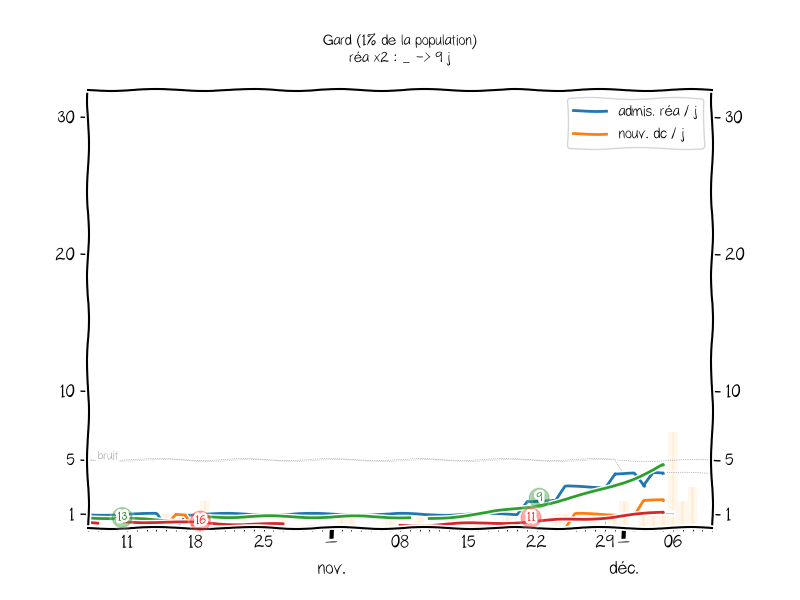 Gard (1% de la population)
réa x2 : _ -> 9 j
admis. réa / j
nouv. dc / j
30
30
20
20
10
10
5
bruit
5
1
13
16
9
11
1
11 18 25 1 08 15 22 29 1 06
nov. déc.